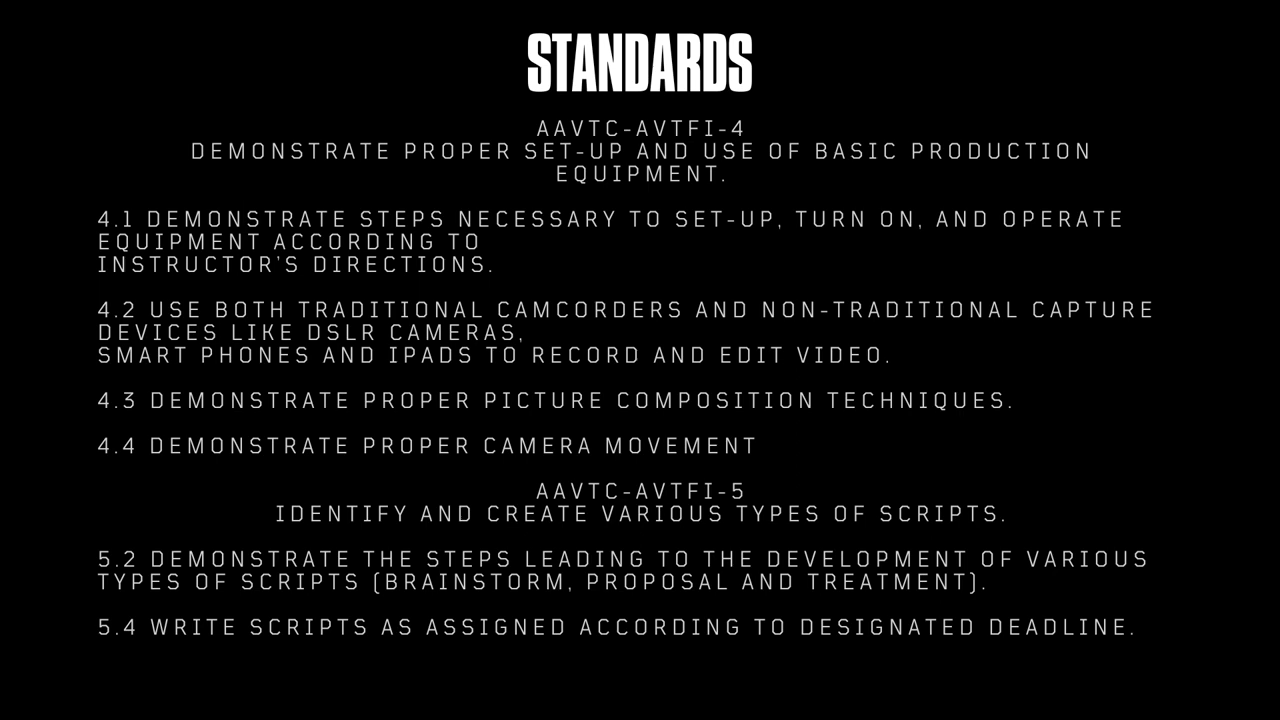 STANDARDS
AAVTC-AVTFI-4
DEMONSTRATE PROPER SET-UP AND USE OF BASIC PRODUCTION
EQUIPMENT.
4.1 DEMONSTRATE STEPS NECESSARY TO SET-UP, TURN ON, AND OPERATE
EQUIPMENT ACCORDING TO
INSTRUCTOR'S DIRECTIONS.
4.2 USE BOTH TRADITIONAL CAMCORDERS AND NON-TRADITIONAL CAPTURE
DEVICES LIKE DSLR CAMERAS,
SMART PHONES AND IPADS TO RECORD AND EDIT VIDEO.
4.3 DEMONSTRATE PROPER PICTURE COMPOSITION TECHNIQUES.
4.4 DEMONSTRATE PROPER CAMERA MOVEMENT
AAVTC-AVTFI-5
IDENTIFY AND CREATE VARIOUS TYPES OF SCRIPTS.
5.2 DEMONSTRATE THE STEPS LEADING TO THE DEVELOPMENT OF VARIOUS
TYPES OF SCRIPTS (BRAINSTORM, PROPOSAL AND TREATMENT).
5.4 WRITE SCRIPTS AS ASSIGNED ACCORDING TO DESIGNATED DEADLINE.